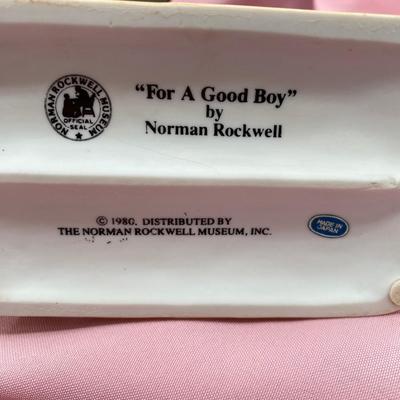 NORMAN ROCKWELL MUSEUM
OFFICIAL
SEAL
"For A Good Boy"
by
Norman Rockwell
© 1980. DISTRIBUTED BY
THE NORMAN ROCKWELL MUSEUM, INC.
MADE IN
JAPAN